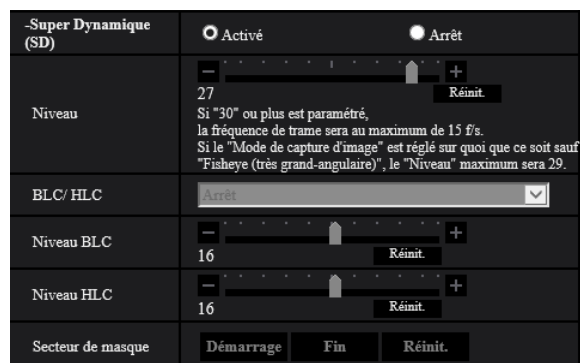 -Super Dynamique (SD)
Activé Arrêt
Niveau
27 Réinit.
Si "30" ou plus est paramétré,
la fréquence de trame sera au maximum de 15 f/s.
Si le "Mode de capture d'image" est réglé sur quoi que ce soit sauf
"Fisheye (très grand-angulaire)", le "Niveau" maximum sera 29.
BLC/ HLC Arrêt
Niveau BLC
16 Réinit.
Niveau HLC
16 Réinit.
Secteur de masque Démarrage Fin Réinit.